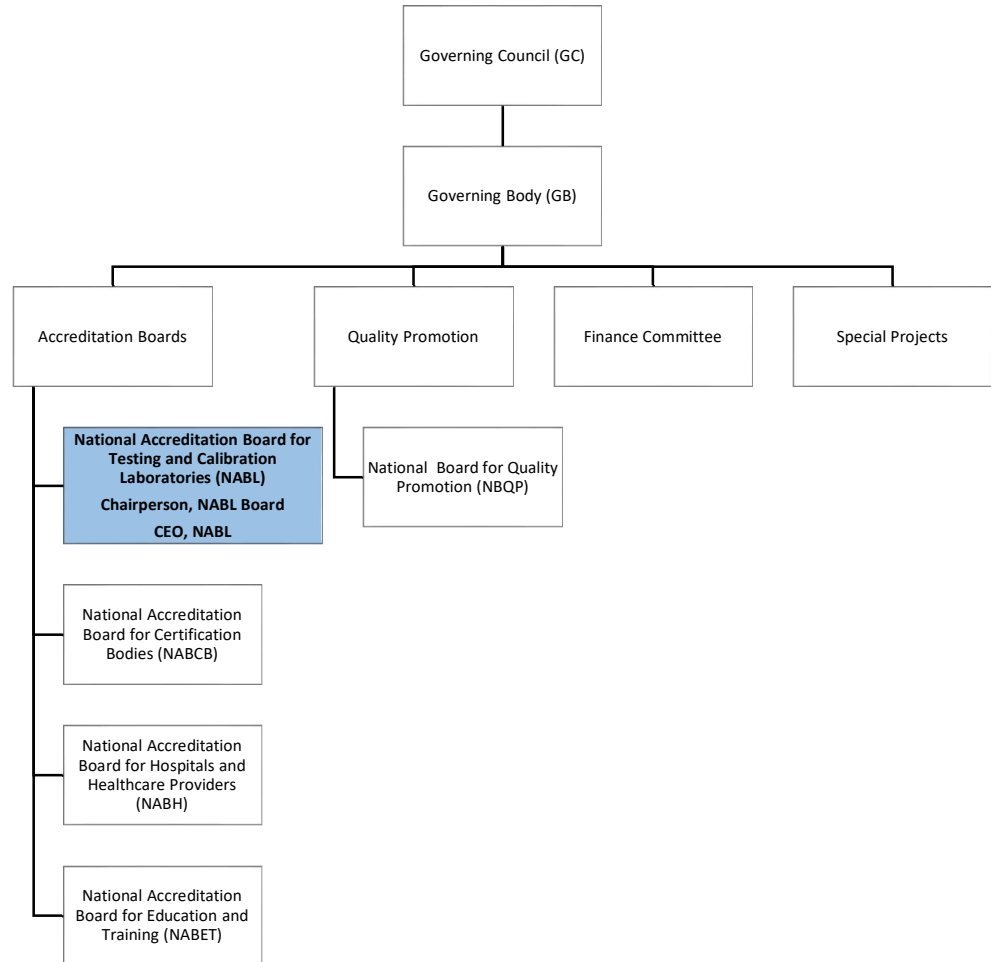 Governing Council (GC)
Governing Body (GB)
Accreditation Boards
Quality Promotion
Finance Committee
Special Projects
National Accreditation Board for
Testing and Calibration
Laboratories (NABL)
Chairperson, NABL Board
CEO, NABL
National Board for Quality
Promotion (NBQP)
National Accreditation
Board for Certification
Bodies (NABCB)
National Accreditation
Board for Hospitals and
Healthcare Providers
(NABH)
National Accreditation
Board for Education and
Training (NABET)